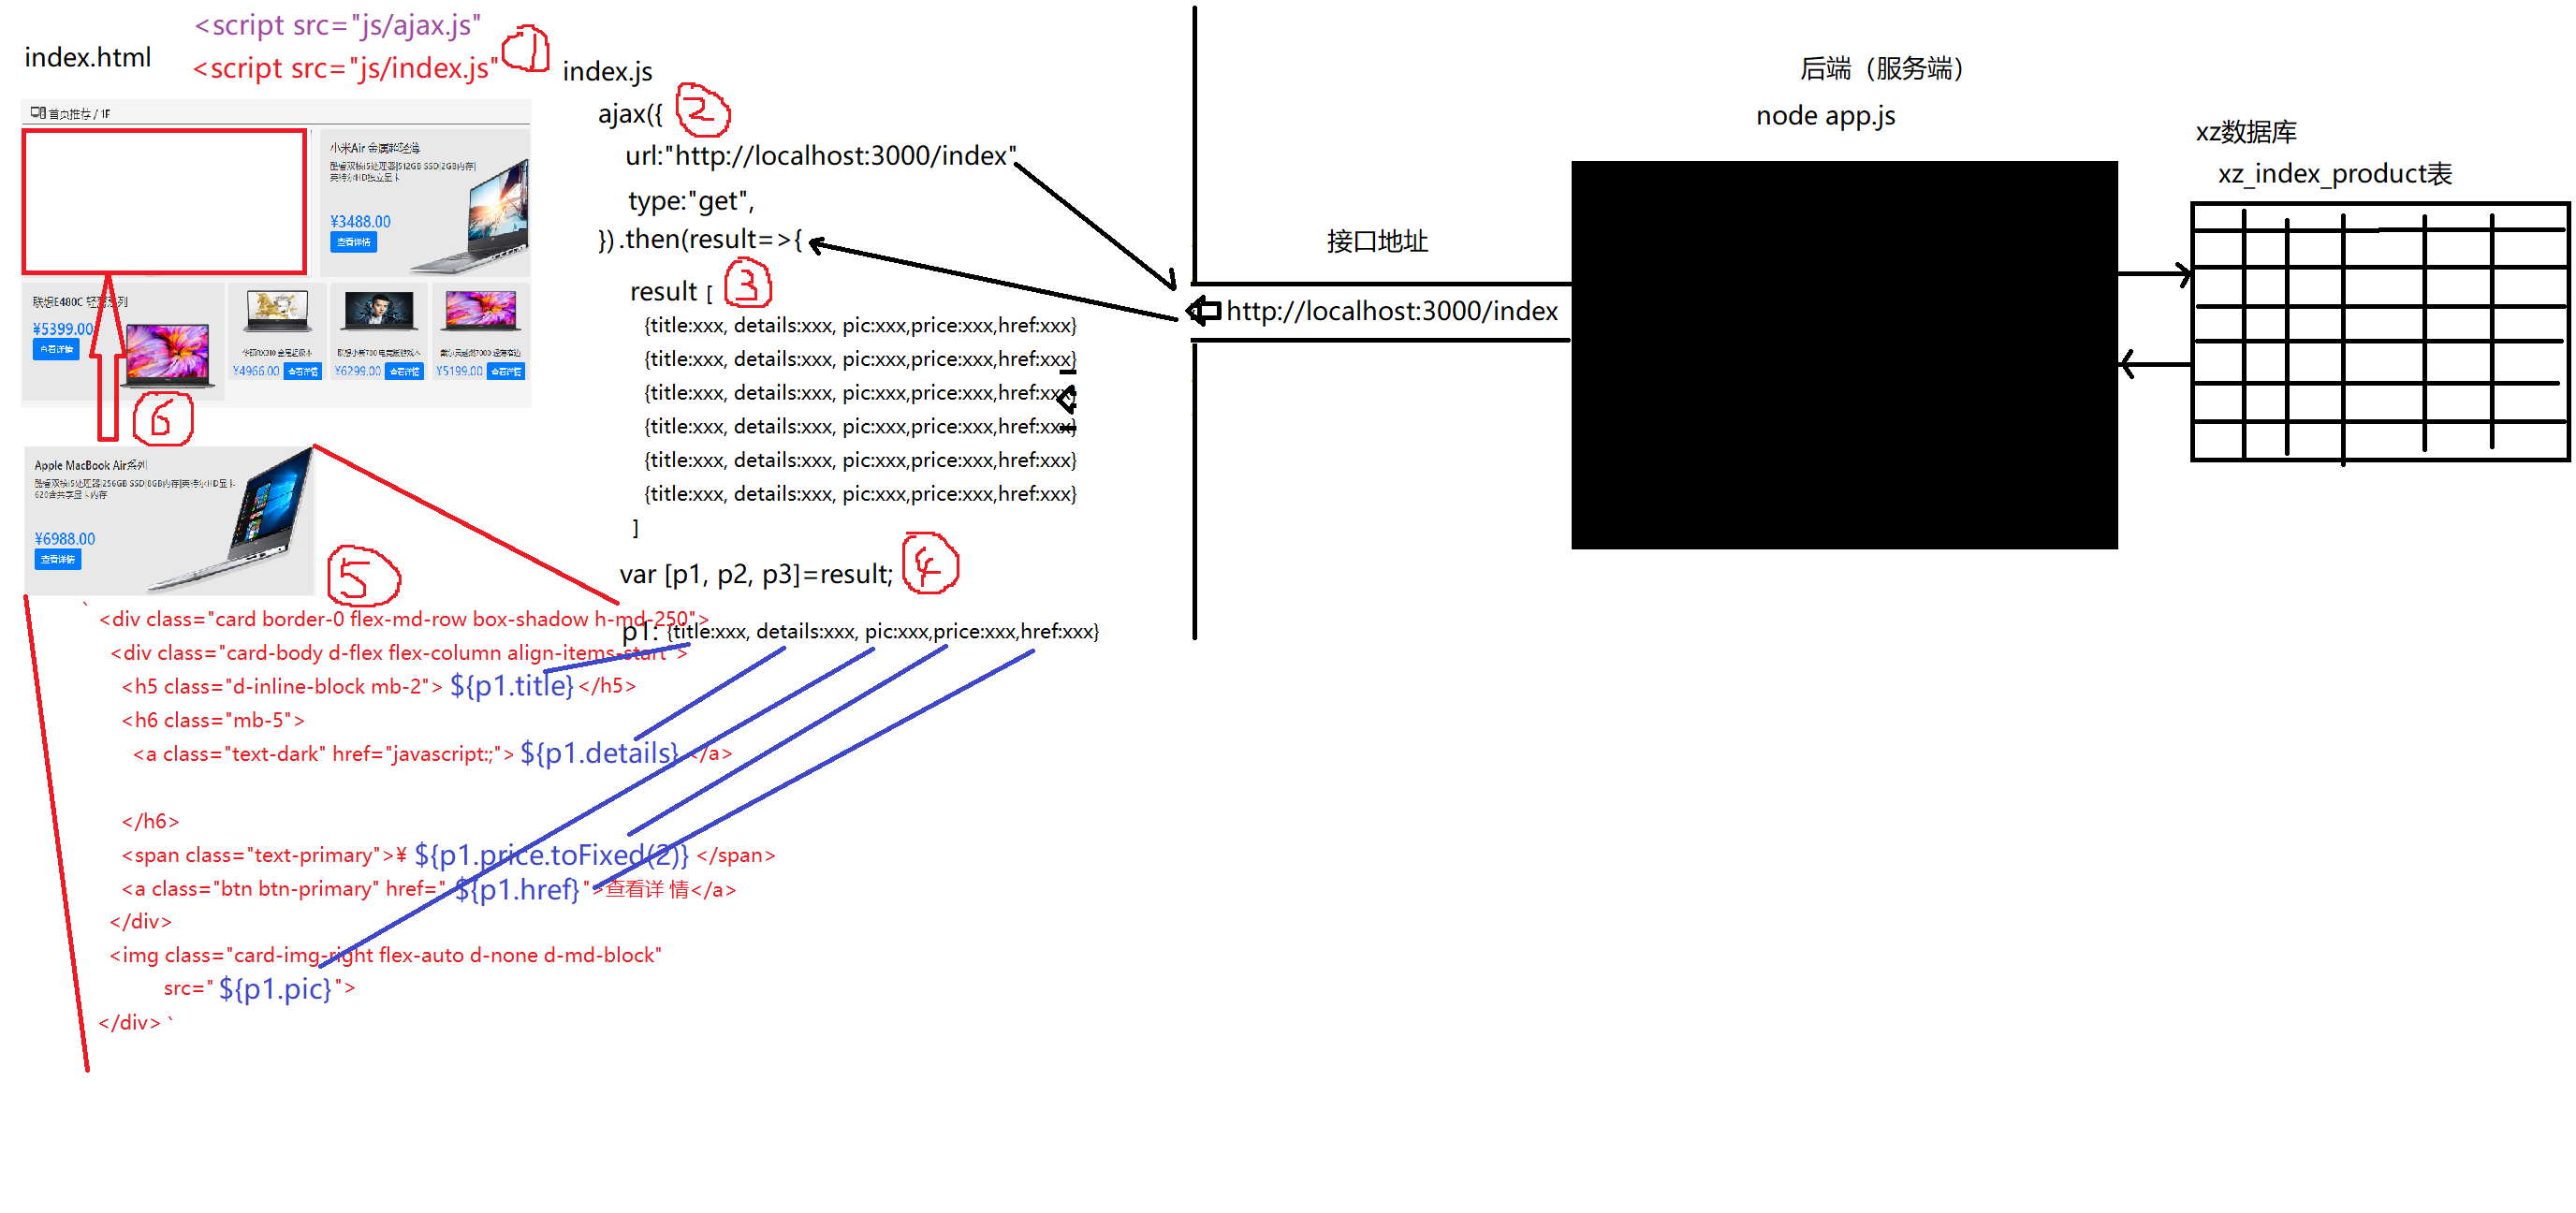 index.html
<script src="js/ajax.js"
<script src="js/index.js"
1
首页推荐 / 1F
小米Air 金属超轻薄
酷睿双核i5处理器|512GB SSD|2GB内存|
英特尔HD独立显卡
¥3488.00
查看详情
¥5399.00
查看详情
¥4966.00 查看详情
¥6299.00 查看详情
¥5199.00 查看详情
6
Apple MacBook Air系列
酷睿双核i5处理器|256GB SSD|8GB内存|英特尔HD显卡
620含共享显卡内存
¥6988.00
查看详情
5
`
<div class="card border-0 flex-md-row box-shadow h-md-250">
<div class="card-body d-flex flex-column align-items-start">
<h5 class="d-inline-block mb-2"> ${p1.title} </h5>
<h6 class="mb-5">
<a class="text-dark" href="javascript:;"> ${p1.details} </a>
</h6>
<span class="text-primary">¥ ${p1.price.toFixed(2)} </span>
<a class="btn btn-primary" href=" ${p1.href} ">查看详 情</a>
</div>
<img class="card-img-right flex-auto d-none d-md-block"
src=" ${p1.pic} ">
</div> `
index.js
ajax({ 2
url:"http://localhost:3000/index"
type:"get",
}) .then(result=>{
result [ 3
{title:xxx, details:xxx, pic:xxx,price:xxx,href:xxx}
{title:xxx, details:xxx, pic:xxx,price:xxx,href:xxx}
{title:xxx, details:xxx, pic:xxx,price:xxx,href:xxx}
{title:xxx, details:xxx, pic:xxx,price:xxx,href:xxx}
{title:xxx, details:xxx, pic:xxx,price:xxx,href:xxx}
{title:xxx, details:xxx, pic:xxx,price:xxx,href:xxx}
]
var [p1, p2, p3]=result; 4
p1: {title:xxx, details:xxx, pic:xxx,price:xxx,href:xxx}
接口地址
http://localhost:3000/index
后端（服务端）
node app.js
xz数据库
xz_index_product表